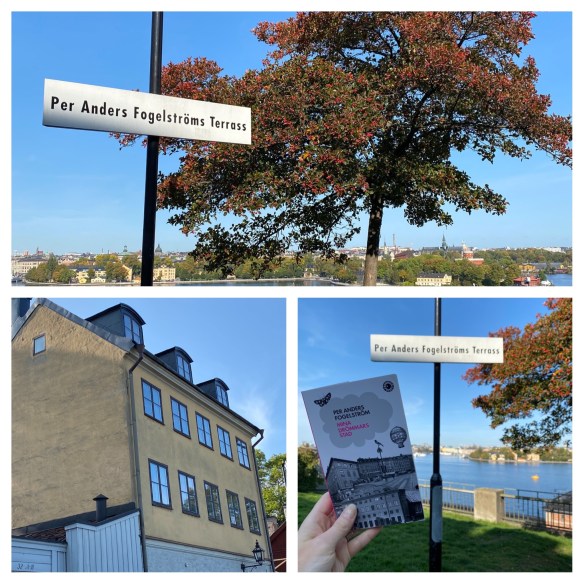 Per Anders Fogelströms Terrass
Per Anders Fogelströms Terrass
PER ANDERS
FOGELSTRÖM
MINA
DRÖMMARS
STAD